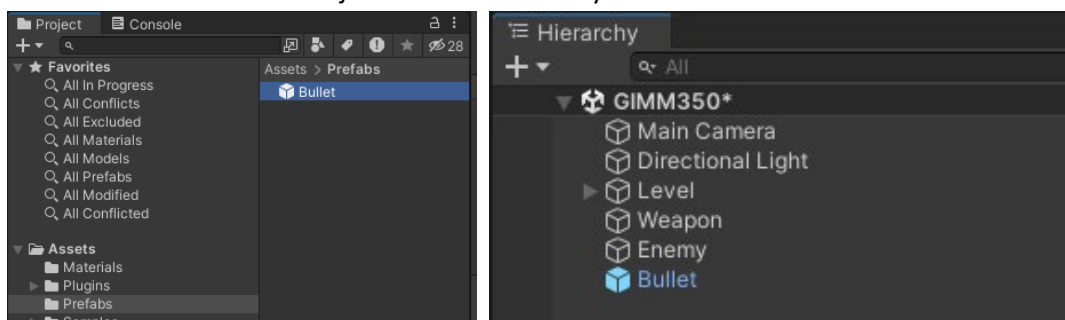 Project
Console
28
Favorites
All In Progress
All Conflicts
All Excluded
All Materials
All Models
All Prefabs
All Modified
All Conflicted
Assets
Materials
Plugins
Prefabs
Assets > Prefabs
Bullet
Hierarchy
All
GIMM350*
Main Camera
Directional Light
Level
Weapon
Enemy
Bullet